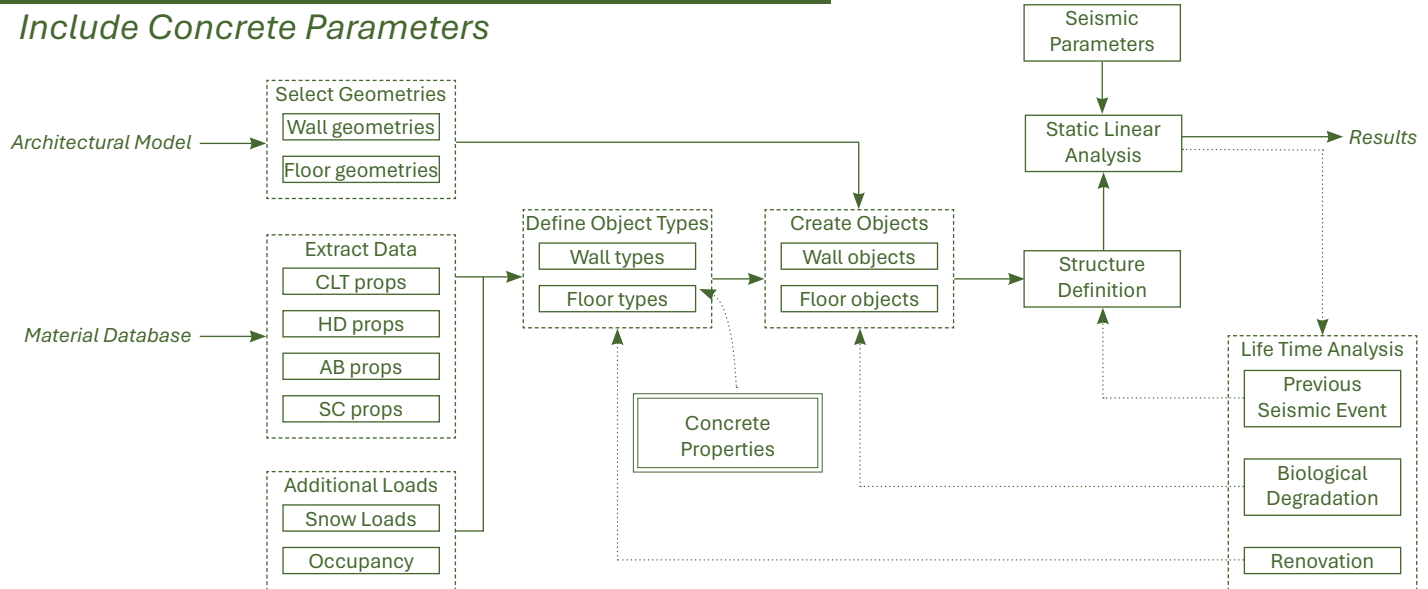 Include Concrete Parameters
Seismic
Parameters
Select Geometries
Wall geometries
Floor geometries
Architectural Model
Static Linear
Analysis
Results
Define Object Types
Wall types
Floor types
Create Objects
Wall objects
Floor objects
Extract Data
CLT props
HD props
AB props
SC props
Material Database
Structure
Definition
Life Time Analysis
Previous
Seismic Event
Biological
Degradation
Renovation
Concrete
Properties
Additional Loads
Snow Loads
Occupancy